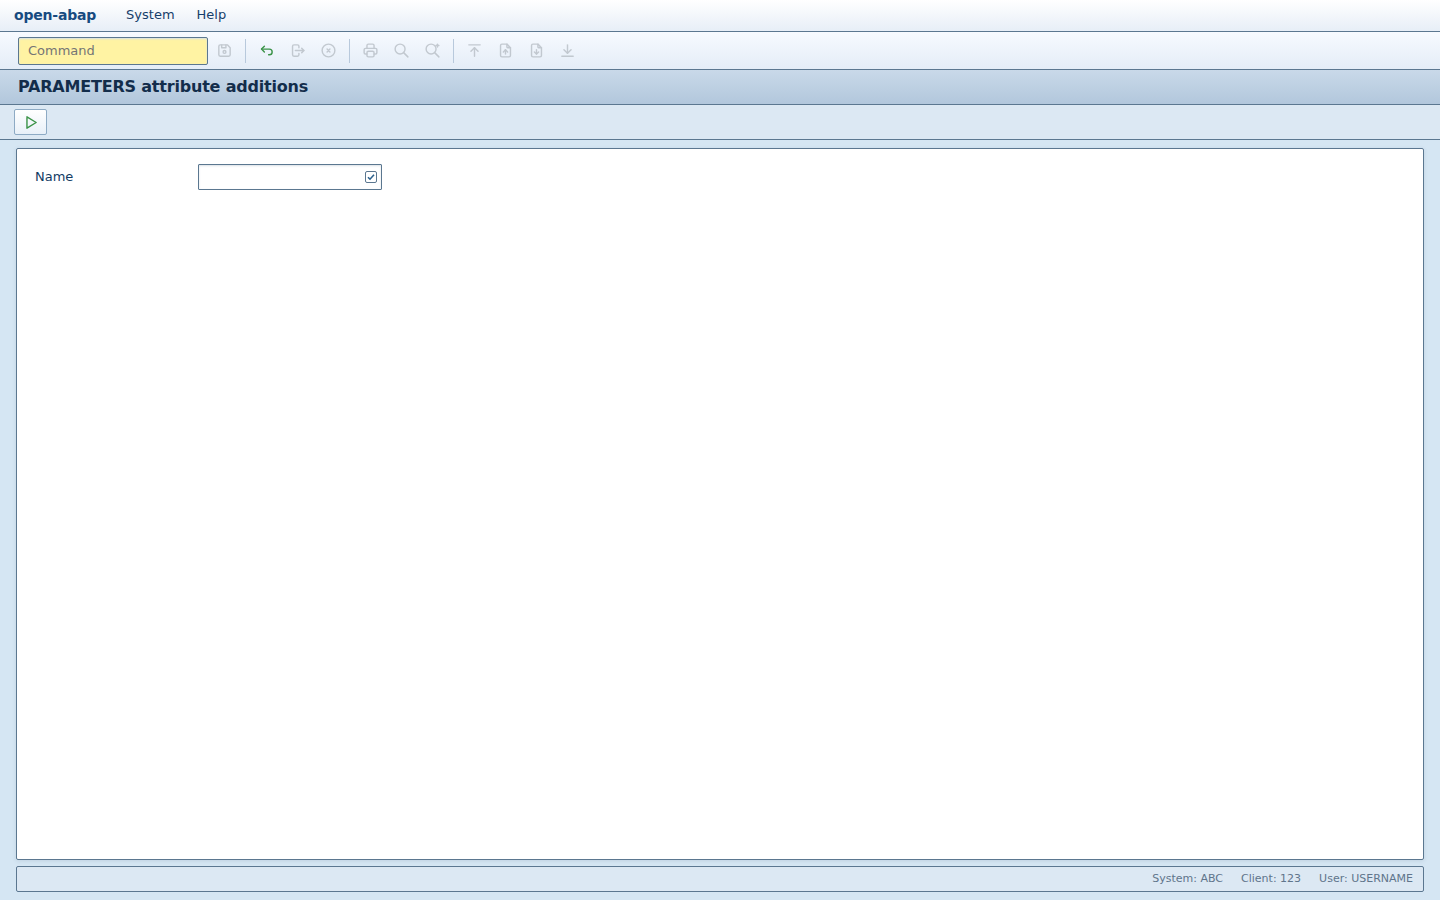 open-abap System Help
Command
PARAMETERS attribute additions
Name
System: ABC Client: 123 User: USERNAME